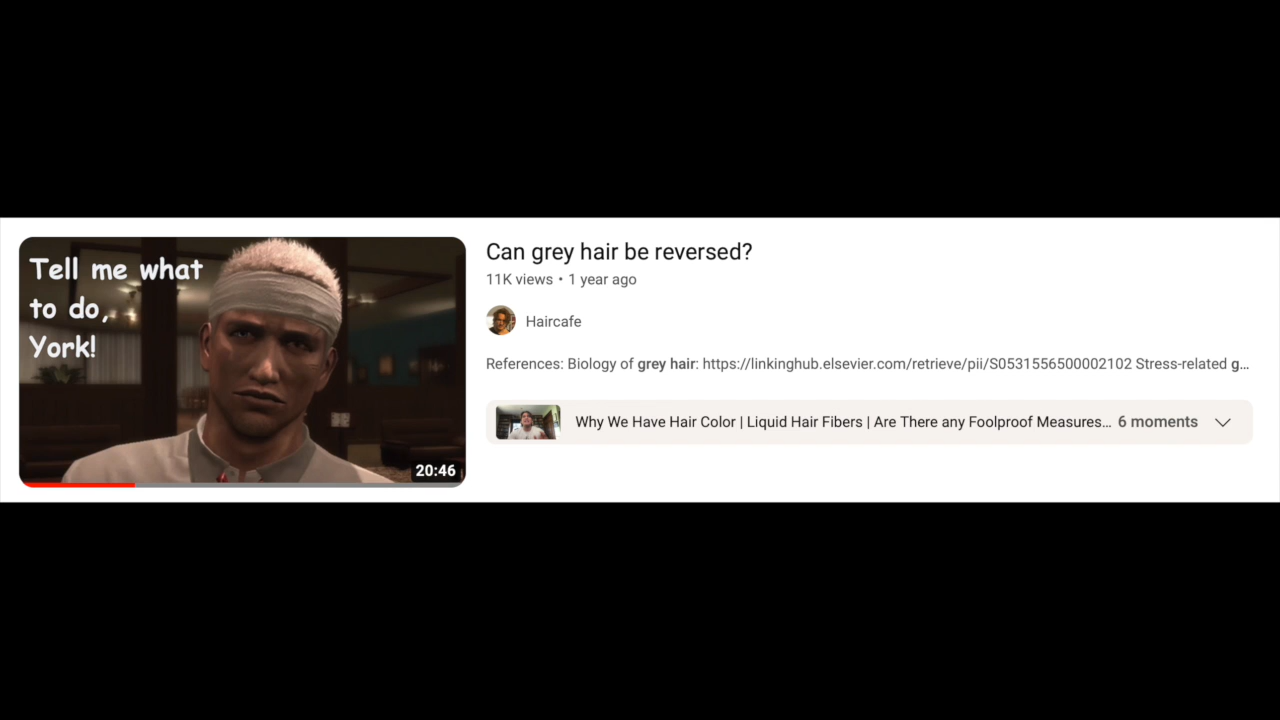 Tell me what
to do,
York!
20:46
Can grey hair be reversed?
11K views • 1 year ago
Haircafe
References: Biology of grey hair: https://linkinghub.elsevier.com/retrieve/pii/S0531556500002102 Stress-related g...
Why We Have Hair Color | Liquid Hair Fibers | Are There any Foolproof Measures... 6 moments